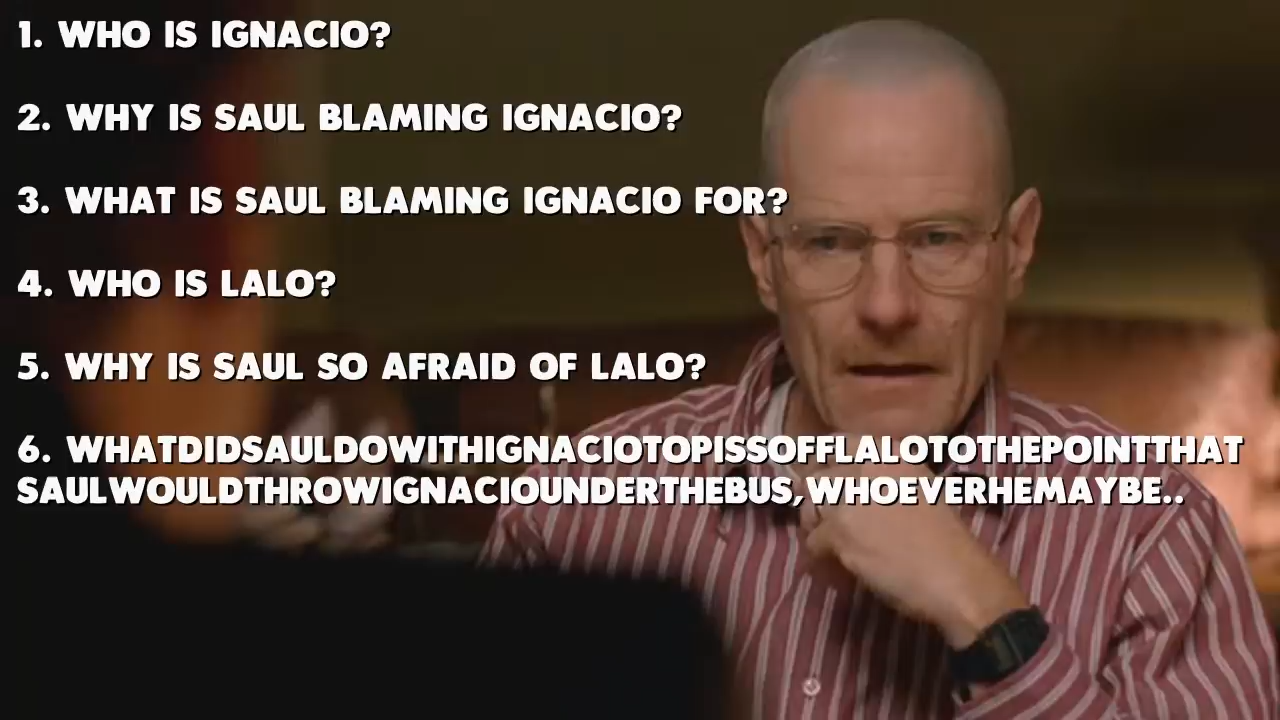 1. WHO IS IGNACIO?
2. WHY IS SAUL BLAMING IGNACIO?
3. WHAT IS SAUL BLAMING IGNACIO FOR?
4. WHO IS LALO?
5. WHY IS SAUL SO AFRAID OF LALO?
6. WHATDIDSAULDOWITHIGNACIOTOPISSOFFLALOTOTHEPOINTTHAT
SAULWOULDTHROWIGNACIOUNDERTHEBUS,WHOEVERHEMAYBE..